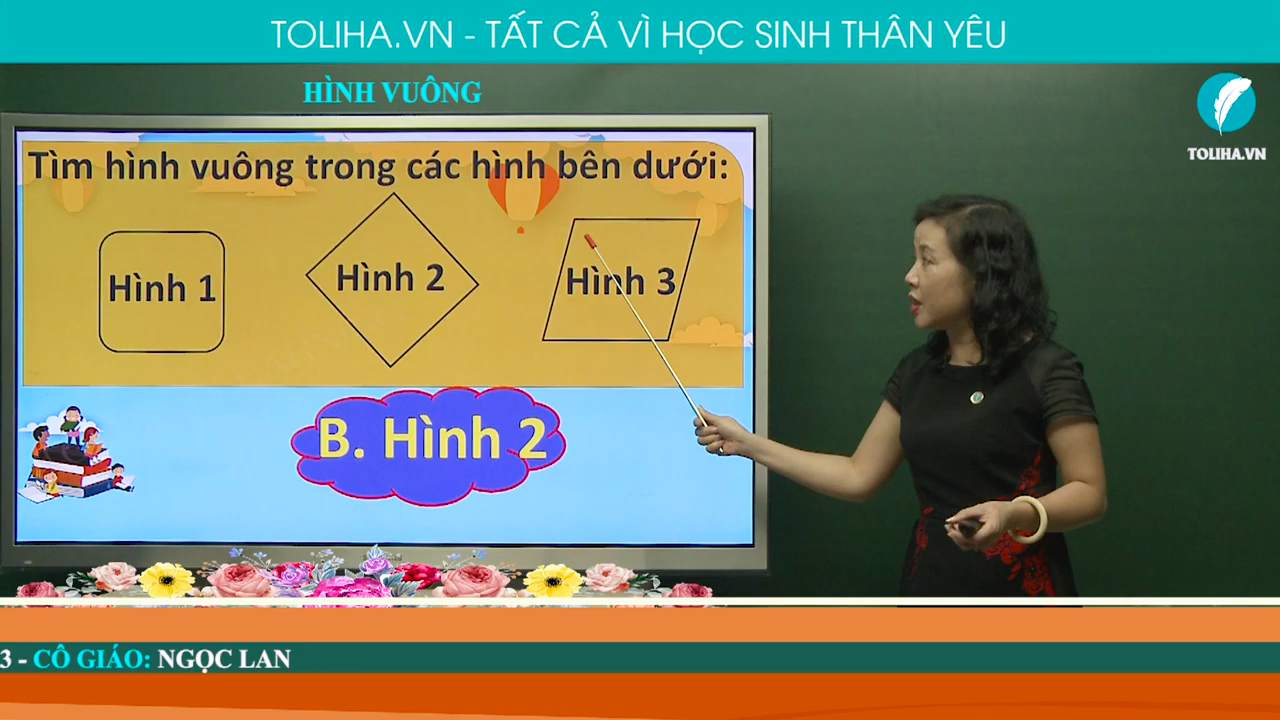 TOLIHA.VN - TẤT CẢ VÌ HỌC SINH THÂN YÊU
HÌNH VUÔNG
TOLIHA.VN
Tìm hình vuông trong các hình bên dưới:
Hình 1
Hình 2
Hình 3
B. Hình 2
3 - CÔ GIÁO: NGỌC LAN